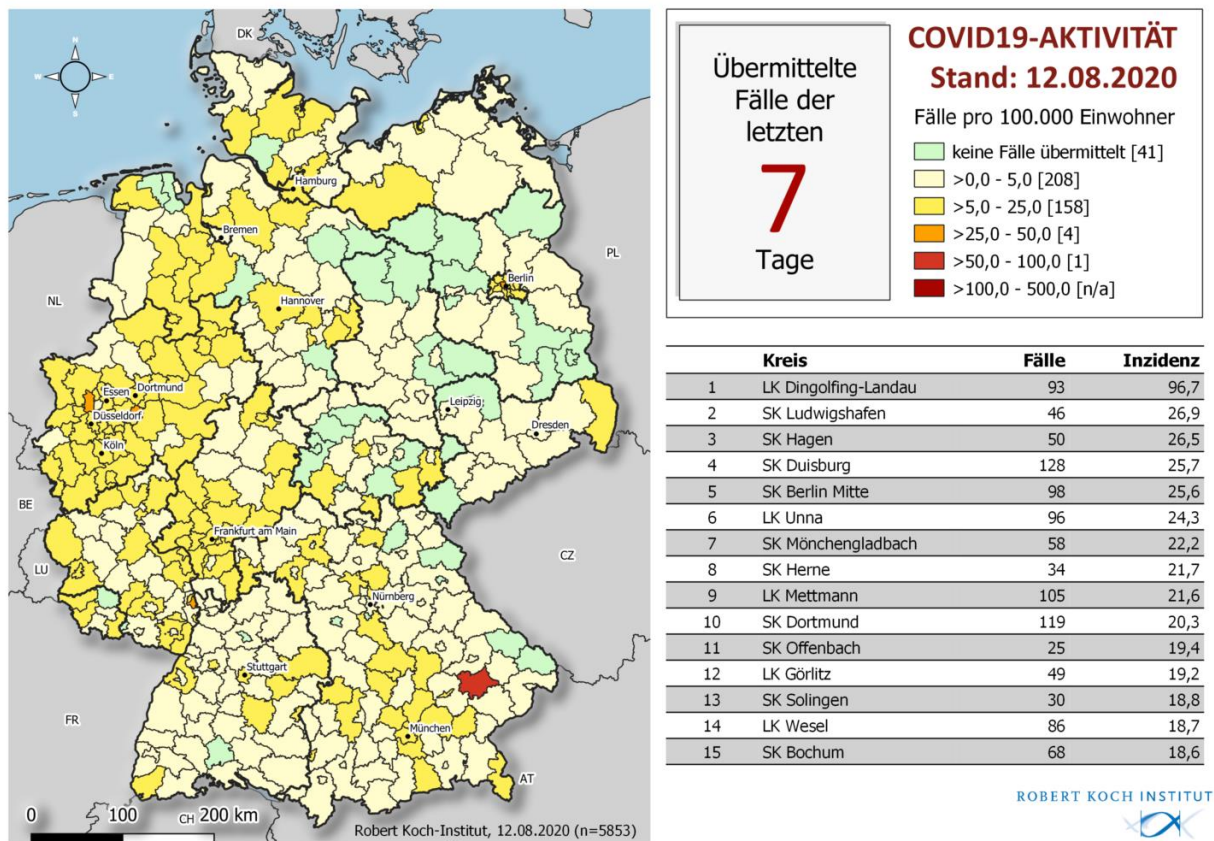 N
W
E
S
DK
PL
NL
BE
LU
FR
CZ
AT
CH
Hamburg
Bremen
Berlin
Hannover
Essen
Dortmund
Düsseldorf
Köln
Leipzig
Dresden
Frankfurt am Main
Nürnberg
Stuttgart
München
0 100 200 km
Robert Koch-Institut, 12.08.2020 (n=5853)
Übermittelte
Fälle der
letzten
7
Tage
COVID19-AKTIVITÄT
Stand: 12.08.2020
Fälle pro 100.000 Einwohner
keine Fälle übermittelt [41]
>0,0 - 5,0 [208]
>5,0 - 25,0 [158]
>25,0 - 50,0 [4]
>50,0 - 100,0 [1]
>100,0 - 500,0 [n/a]
Kreis Fälle Inzidenz
1 LK Dingolfing-Landau 93 96,7
2 SK Ludwigshafen 46 26,9
3 SK Hagen 50 26,5
4 SK Duisburg 128 25,7
5 SK Berlin Mitte 98 25,6
6 LK Unna 96 24,3
7 SK Mönchengladbach 58 22,2
8 SK Herne 34 21,7
9 LK Mettmann 105 21,6
10 SK Dortmund 119 20,3
11 SK Offenbach 25 19,4
12 LK Görlitz 49 19,2
13 SK Solingen 30 18,8
14 LK Wesel 86 18,7
15 SK Bochum 68 18,6
ROBERT KOCH INSTITUT